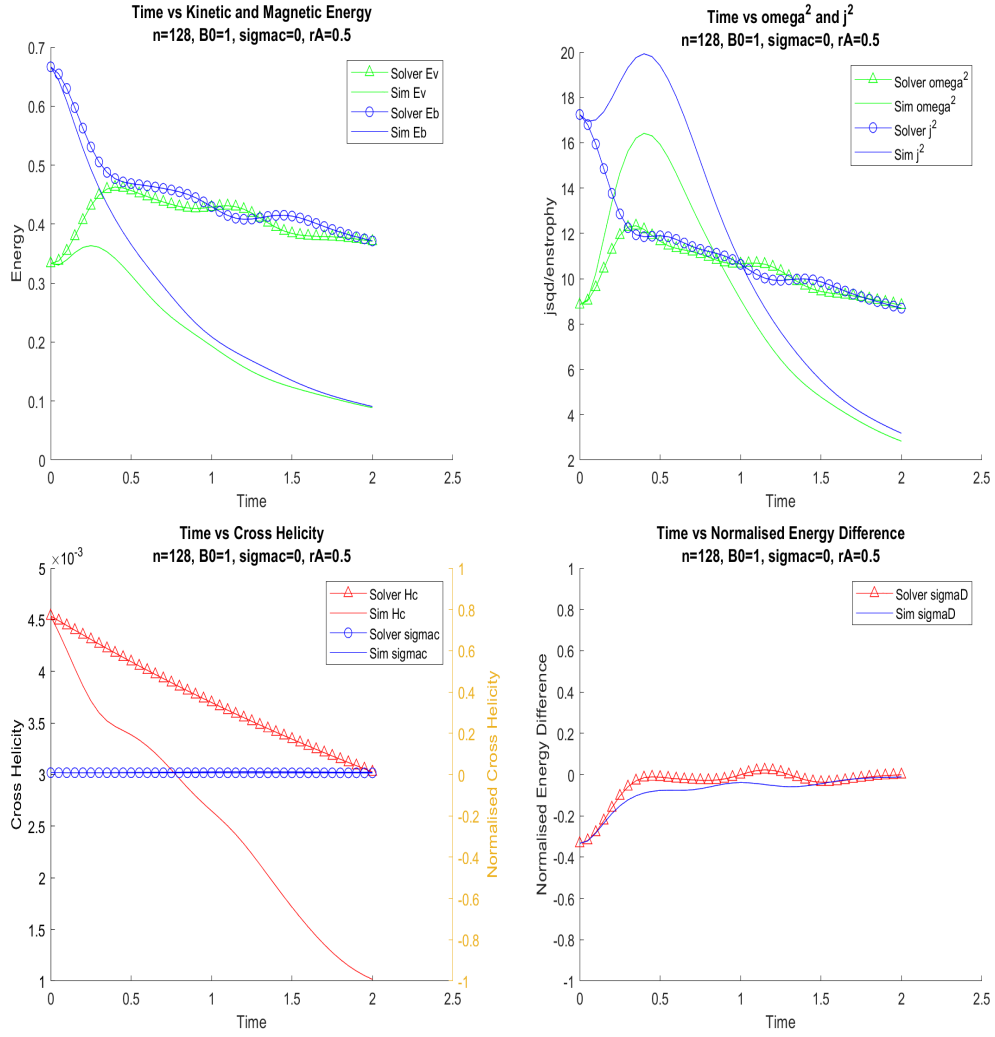 Time vs Kinetic and Magnetic Energy
n=128, B0=1, sigmac=0, rA=0.5
0.7
0.6
0.5
0.4
0.3
0.2
0.1
0
Energy
Solver Ev
Sim Ev
Solver Eb
Sim Eb
0 0.5 1 1.5 2 2.5
Time
Time vs omega² and j²
n=128, B0=1, sigmac=0, rA=0.5
20
18
16
14
12
10
8
6
4
2
jsqd/enstrophy
Solver omega²
Sim omega²
Solver j²
Sim j²
0 0.5 1 1.5 2 2.5
Time
Time vs Cross Helicity
n=128, B0=1, sigmac=0, rA=0.5
×10⁻³
5
4.5
4
3.5
3
2.5
2
1.5
1
Cross Helicity
Solver Hc
Sim Hc
Solver sigmac
Sim sigmac
1
0.8
0.6
0.4
0.2
0
-0.2
-0.4
-0.6
-0.8
-1
Normalised Cross Helicity
0 0.5 1 1.5 2 2.5
Time
Time vs Normalised Energy Difference
n=128, B0=1, sigmac=0, rA=0.5
1
0.8
0.6
0.4
0.2
0
-0.2
-0.4
-0.6
-0.8
-1
Normalised Energy Difference
Solver sigmaD
Sim sigmaD
0 0.5 1 1.5 2 2.5
Time